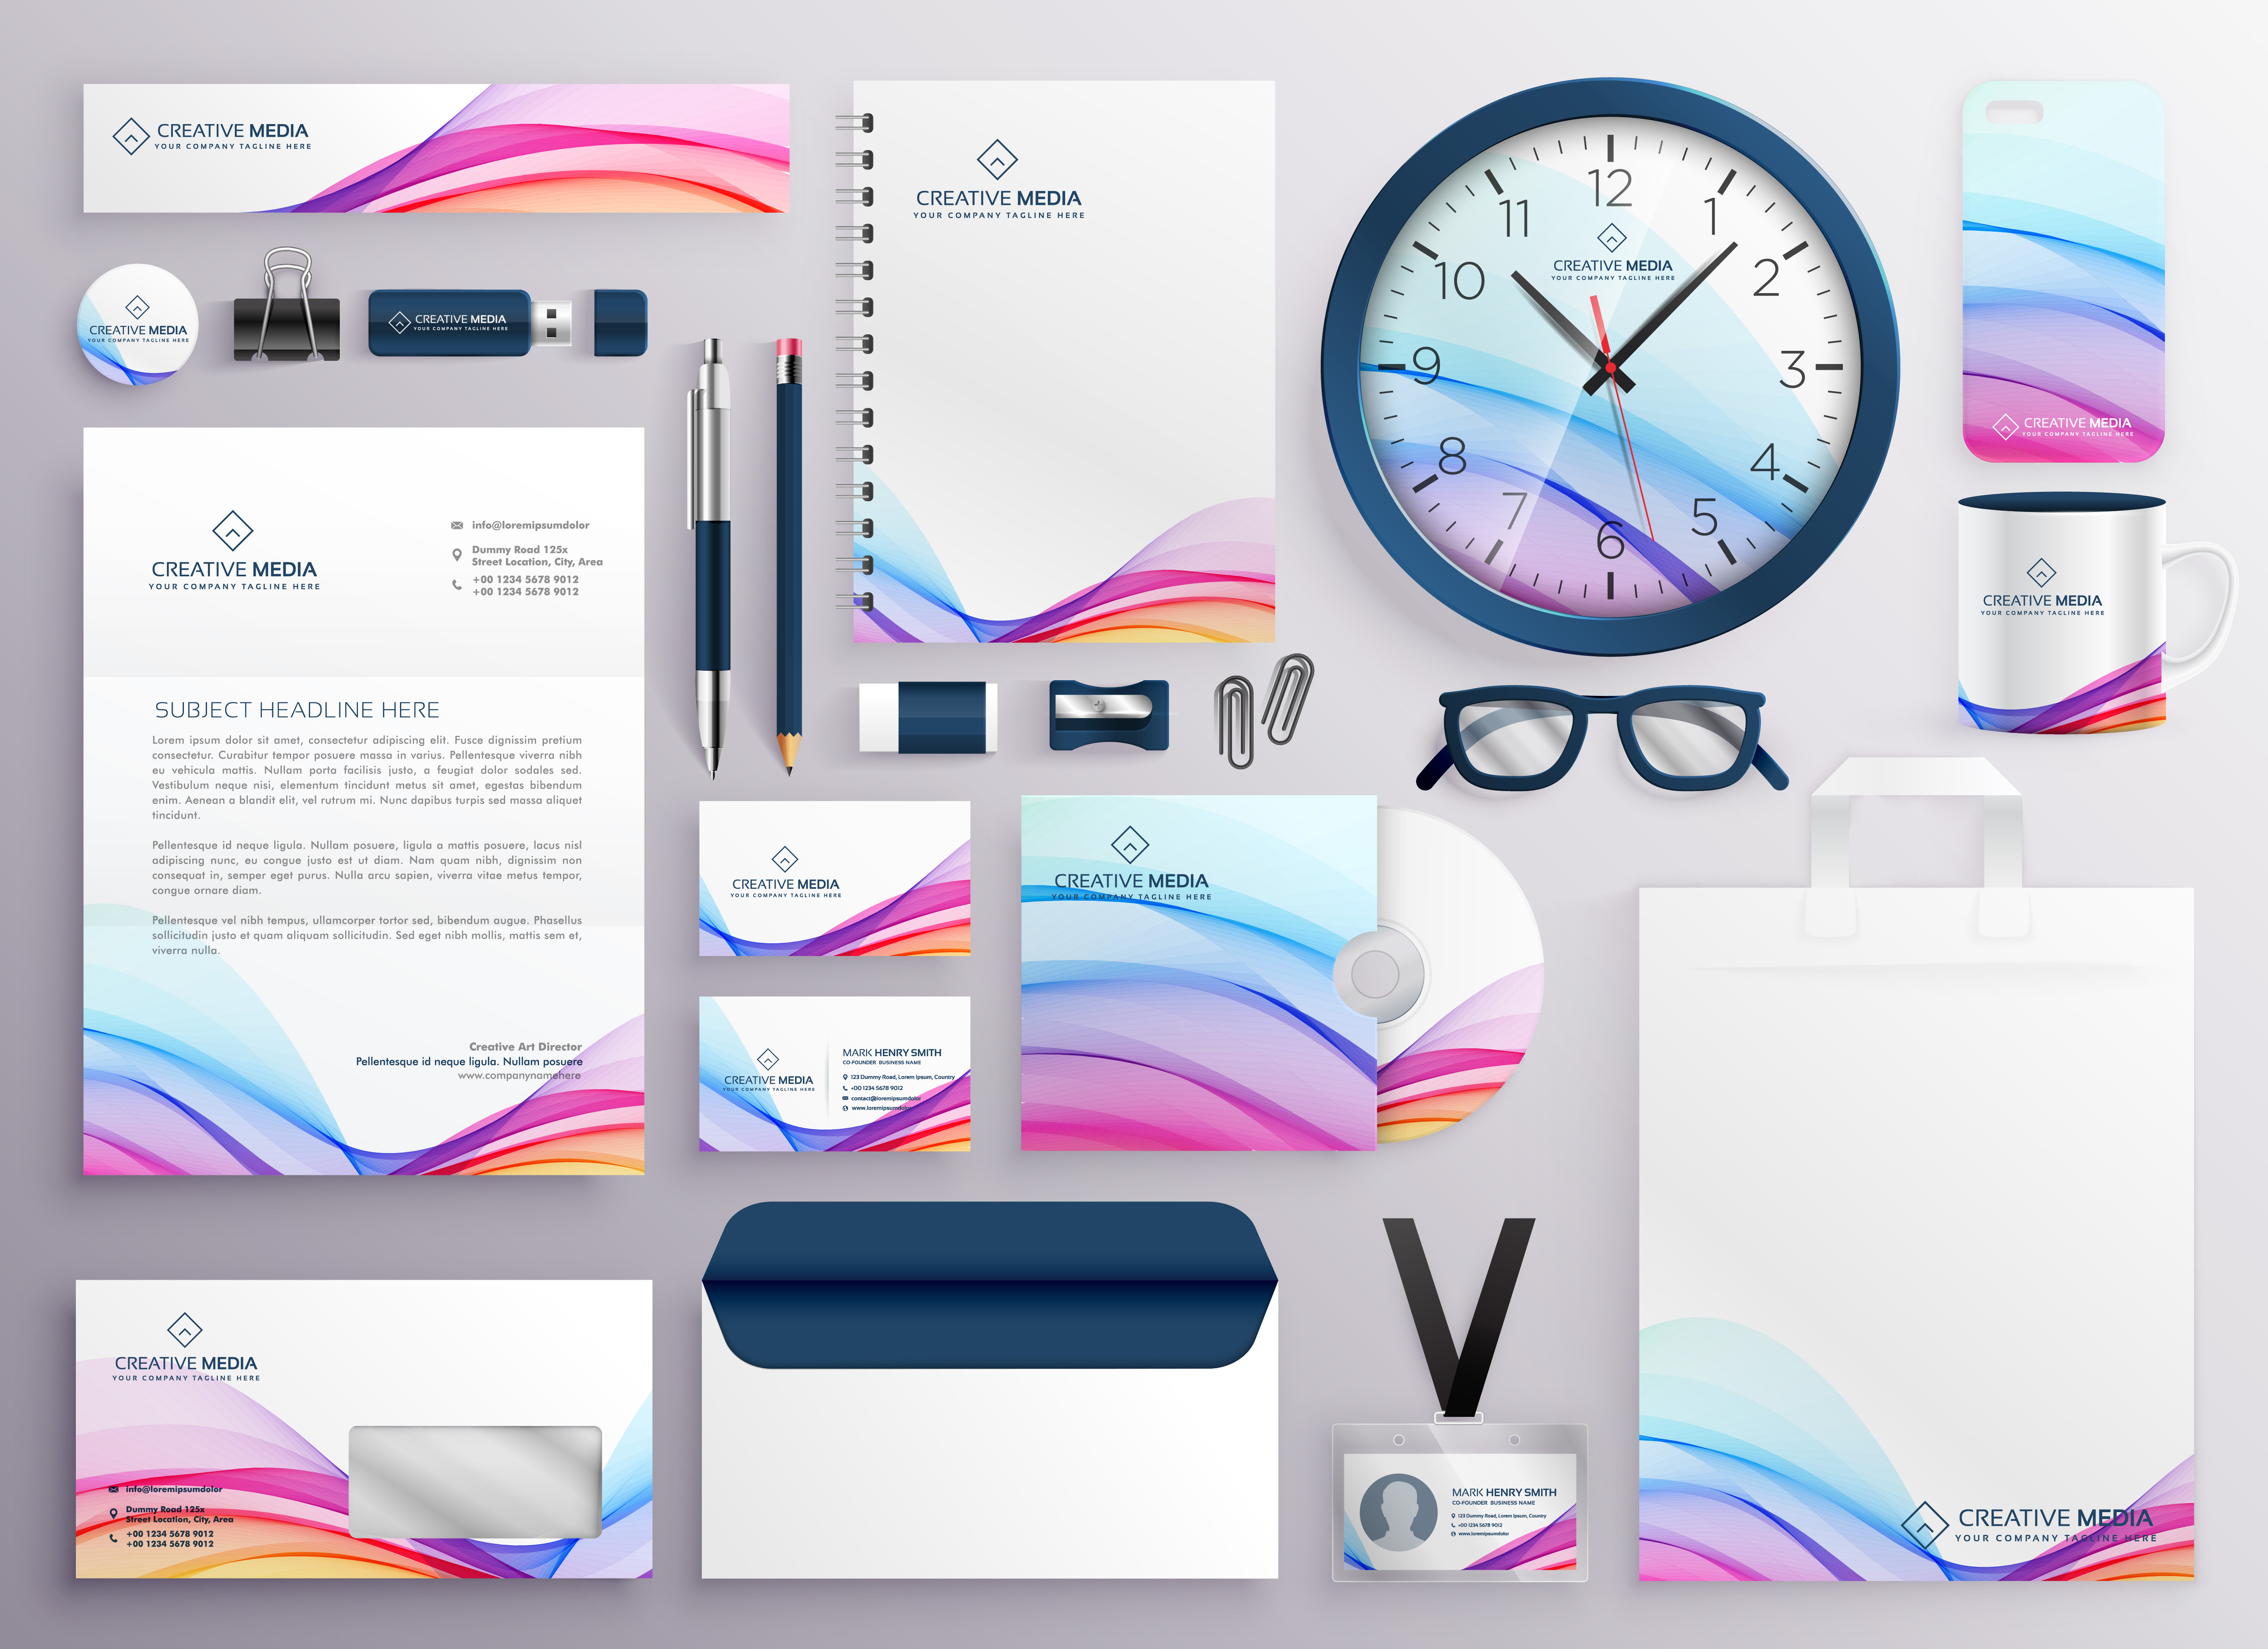 CREATIVE MEDIA
YOUR COMPANY TAGLINE HERE
CREATIVE MEDIA
YOUR COMPANY TAGLINE HERE
CREATIVE MEDIA
YOUR COMPANY TAGLINE HERE
CREATIVE MEDIA
YOUR COMPANY TAGLINE HERE
12
1
2
3
4
5
6
7
8
9
10
11
CREATIVE MEDIA
YOUR COMPANY TAGLINE HERE
CREATIVE MEDIA
YOUR COMPANY TAGLINE HERE
CREATIVE MEDIA
YOUR COMPANY TAGLINE HERE
CREATIVE MEDIA
YOUR COMPANY TAGLINE HERE
info@loremipsumdolor
Dummy Road 125x
Street Location, City, Area
+00 1234 5678 9012
+00 1234 5678 9012
SUBJECT HEADLINE HERE
Lorem ipsum dolor sit amet, consectetur adipiscing elit. Fusce dignissim pretium
consectetur. Curabitur tempor posuere massa in varius. Pellentesque viverra nibh
eu vehicula mattis. Nullam porta facilisis justo, a feugiat dolor sodales sed.
Vestibulum neque nisi, elementum tincidunt metus sit amet, egestas bibendum
enim. Aenean a blandit elit, vel rutrum mi. Nunc dapibus turpis sed massa aliquet
tincidunt.
Pellentesque id neque ligula. Nullam posuere, ligula a mattis posuere, lacus nisl
adipiscing nunc, eu congue justo est ut diam. Nam quam nibh, dignissim non
consequat in, semper eget purus. Nulla arcu sapien, viverra vitae metus tempor,
congue ornare diam.
Pellentesque vel nibh tempus, ullamcorper tortor sed, bibendum augue. Phasellus
sollicitudin justo et quam aliquam sollicitudin. Sed eget nibh mollis, mattis sem et,
viverra nulla.
Creative Art Director
Pellentesque id neque ligula. Nullam posuere
www.companynamehere
CREATIVE MEDIA
YOUR COMPANY TAGLINE HERE
CREATIVE MEDIA
YOUR COMPANY TAGLINE HERE
MARK HENRY SMITH
CO-FOUNDER BUSINESS NAME
123 Dummy Road, Lorem Ipsum, Country
+00 1234 5678 9012
contact@loremipsumdolor
www.loremipsumdolor
CREATIVE MEDIA
YOUR COMPANY TAGLINE HERE
CREATIVE MEDIA
YOUR COMPANY TAGLINE HERE
info@loremipsumdolor
Dummy Road 125x
Street Location, City, Area
+00 1234 5678 9012
+00 1234 5678 9012
MARK HENRY SMITH
CO-FOUNDER BUSINESS NAME
123 Dummy Road, Lorem Ipsum, Country
+00 1234 5678 9012
www.loremipsumdolor
CREATIVE MEDIA
YOUR COMPANY TAGLINE HERE